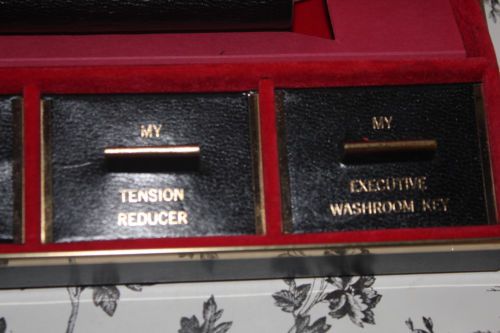 MY
TENSION
REDUCER
MY
EXECUTIVE
WASHROOM KEY